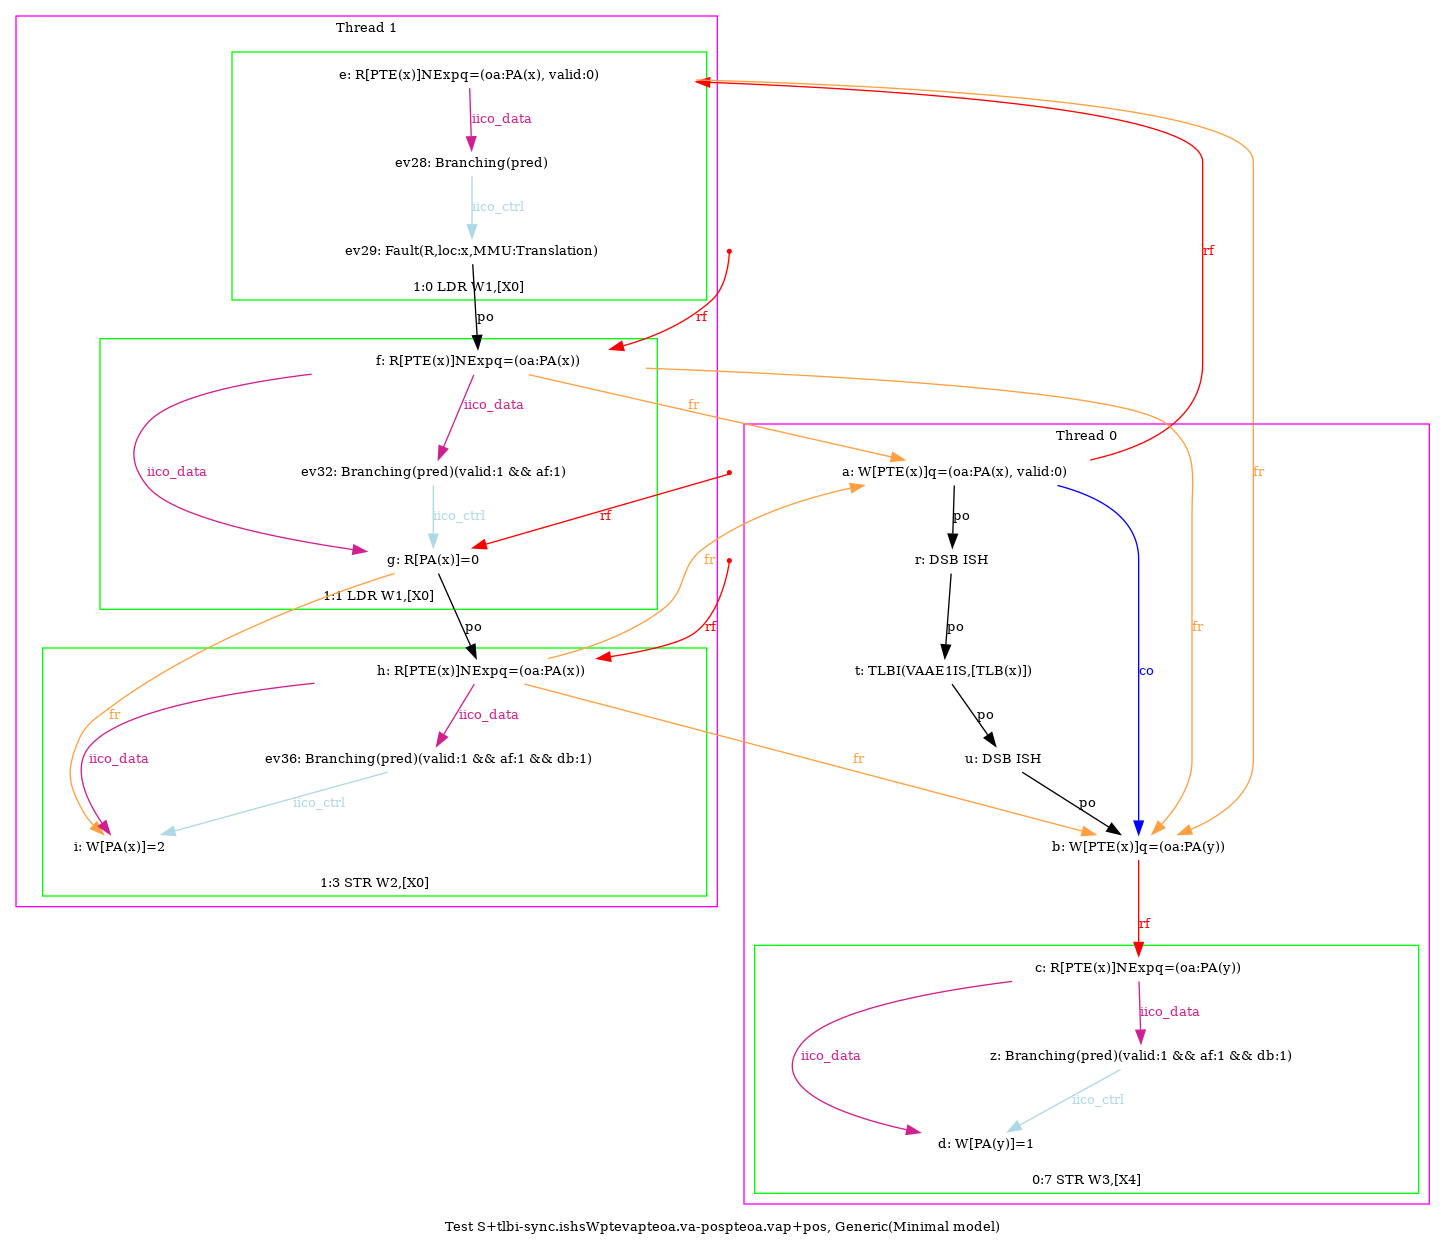 Thread 1
e: R[PTE(x)]NExpq=(oa:PA(x), valid:0)
iico_data
ev28: Branching(pred)
iico_ctrl
ev29: Fault(R,loc:x,MMU:Translation)
rf
1:0 LDR W1,[X0]
po
rf
f: R[PTE(x)]NExpq=(oa:PA(x))
iico_data
fr
Thread 0
iico_data
ev32: Branching(pred)(valid:1 && af:1)
a: W[PTE(x)]q=(oa:PA(x), valid:0)
fr
iico_ctrl
rf
po
g: R[PA(x)]=0
fr
r: DSB ISH
1:1 LDR W1,[X0]
po
rf
po
fr
h: R[PTE(x)]NExpq=(oa:PA(x))
t: TLBI(VAAE1IS,[TLB(x)])
co
fr
iico_data
po
iico_data
ev36: Branching(pred)(valid:1 && af:1 && db:1)
fr
u: DSB ISH
iico_ctrl
po
i: W[PA(x)]=2
b: W[PTE(x)]q=(oa:PA(y))
1:3 STR W2,[X0]
rf
c: R[PTE(x)]NExpq=(oa:PA(y))
iico_data
iico_data
z: Branching(pred)(valid:1 && af:1 && db:1)
iico_ctrl
d: W[PA(y)]=1
0:7 STR W3,[X4]
Test S+tlbi-sync.ishsWptevapteoa.va-pospteoa.vap+pos, Generic(Minimal model)